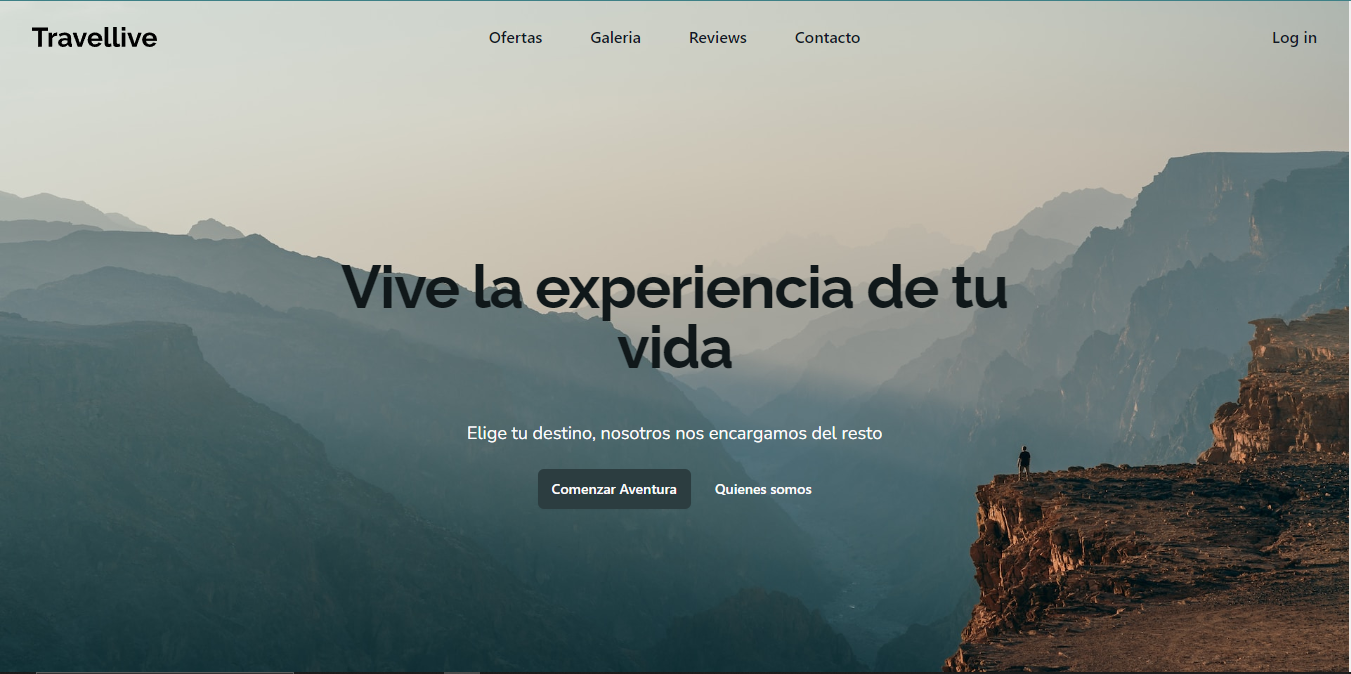 Travellive
Ofertas
Galeria
Reviews
Contacto
Log in
Vive la experiencia de tu
vida
Elige tu destino, nosotros nos encargamos del resto
Comenzar Aventura
Quienes somos